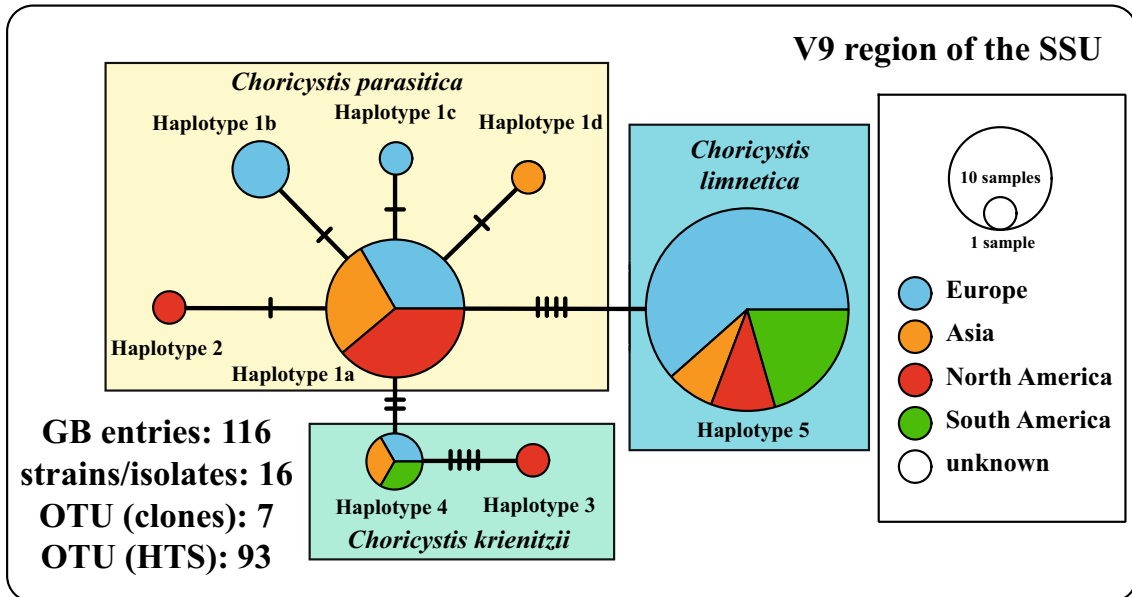 V9 region of the SSU
Choricystis parasitica
Haplotype 1b
Haplotype 1c
Haplotype 1d
Haplotype 2
Haplotype 1a
Choricystis
limnetica
Haplotype 5
Haplotype 4
Haplotype 3
Choricystis krienitzii
GB entries: 116
strains/isolates: 16
OTU (clones): 7
OTU (HTS): 93
10 samples
1 sample
Europe
Asia
North America
South America
unknown